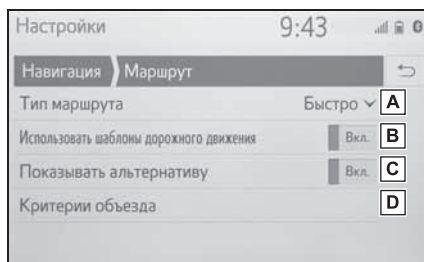 Настройки 9:43
Навигация Маршрут
Тип маршрута Быстро A
Использовать шаблоны дорожного движения Вкл. B
Показывать альтернативу Вкл. C
Критерии объезда D